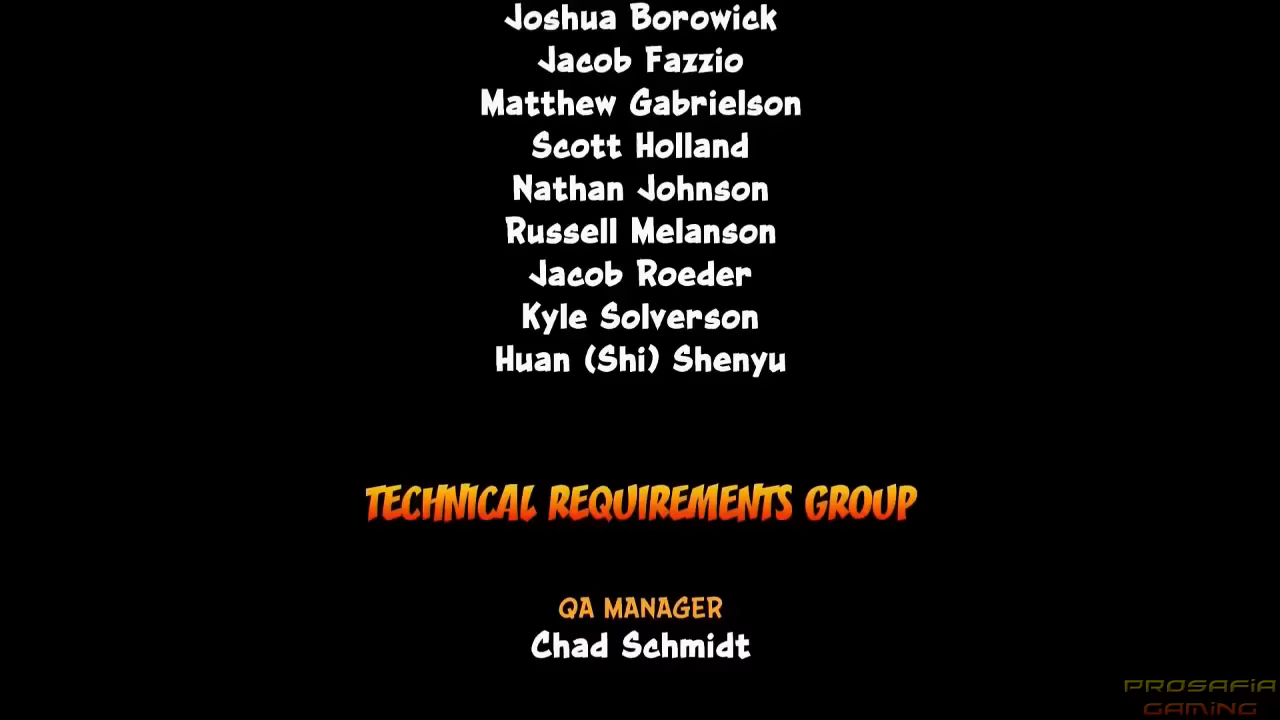 Joshua Borowick
Jacob Fazzio
Matthew Gabrielson
Scott Holland
Nathan Johnson
Russell Melanson
Jacob Roeder
Kyle Solverson
Huan (Shi) Shenyu
TECHNICAL REQUIREMENTS GROUP
QA MANAGER
Chad Schmidt
PROSAFiA
GAMiNG